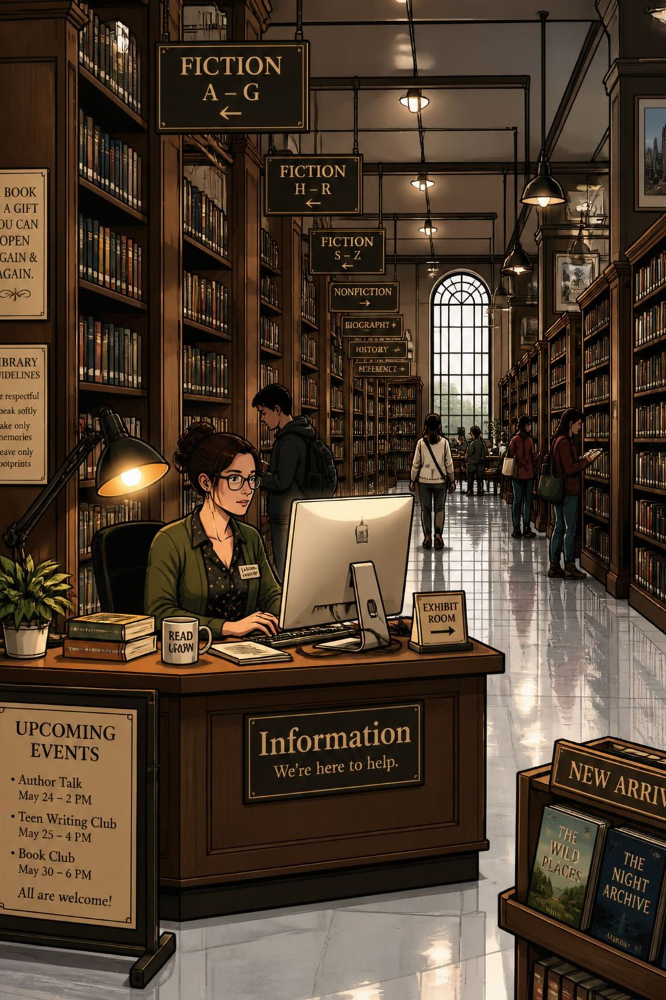 FICTION
A – G
←
FICTION
H – R
←
FICTION
S – Z
←
NONFICTION
→
BIOGRAPHY
HISTORY
REFERENCE
BOOK
A GIFT
OU CAN
OPEN
GAIN &
AGAIN.
IBRARY
IDELINES
e respectful
peak softly
ake only
memories
eave only
ootprints
READ
GROW
EXHIBIT
ROOM
→
Information
We're here to help.
UPCOMING
EVENTS
• Author Talk
May 24 – 2 PM
• Teen Writing Club
May 25 – 4 PM
• Book Club
May 30 – 6 PM
All are welcome!
NEW ARRIV
THE
WILD
PLACES
THE
NIGHT
ARCHIVE